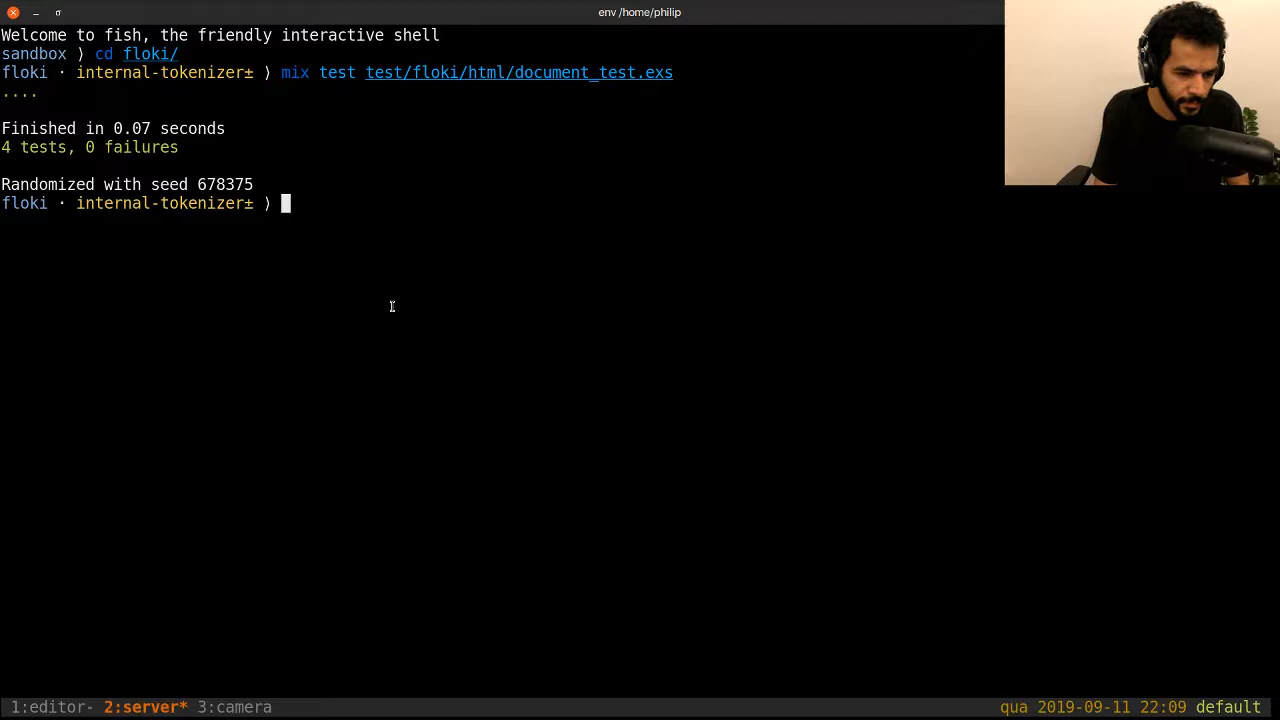 env /home/philip
Welcome to fish, the friendly interactive shell
sandbox ⟩ cd floki/
floki · internal-tokenizer± ⟩ mix test test/floki/html/document_test.exs
....
Finished in 0.07 seconds
4 tests, 0 failures
Randomized with seed 678375
floki · internal-tokenizer± ⟩
1:editor- 2:server* 3:camera qua 2019-09-11 22:09 default